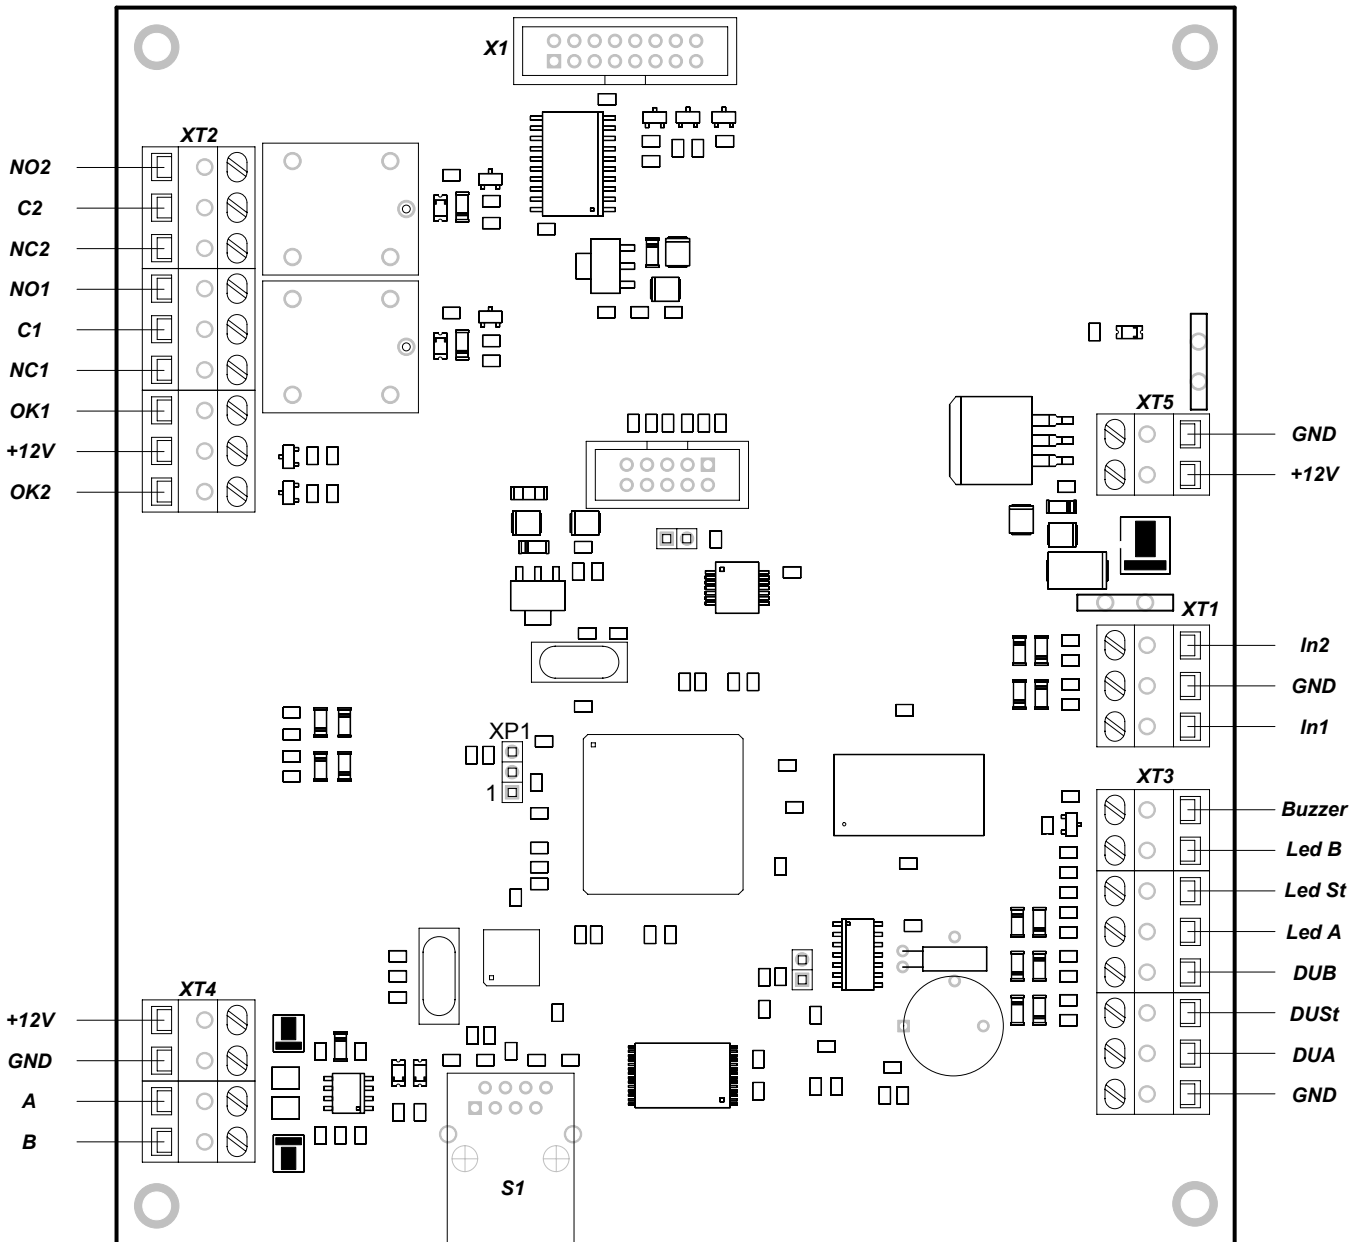 X1
XT2
NO2
C2
NC2
NO1
C1
NC1
OK1
+12V
OK2
XT5
GND
+12V
XT1
In2
GND
In1
XP1
1
XT3
Buzzer
Led B
Led St
Led A
DUB
DUSt
DUA
GND
XT4
+12V
GND
A
B
S1